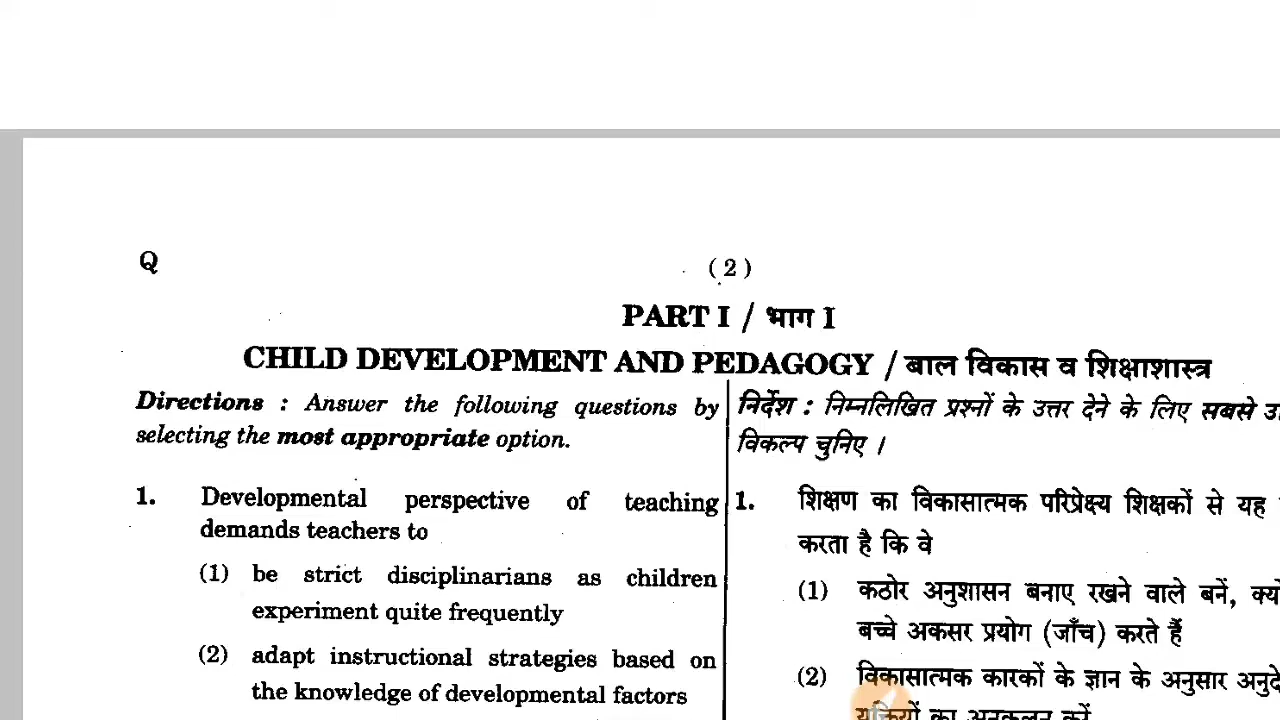 Q
(2)
PART I / भाग I
CHILD DEVELOPMENT AND PEDAGOGY / बाल विकास व शिक्षाशास्त्र
Directions : Answer the following questions by
selecting the most appropriate option.
1. Developmental perspective of teaching
demands teachers to
(1) be strict disciplinarians as children
experiment quite frequently
(2) adapt instructional strategies based on
the knowledge of developmental factors
निर्देश : निम्नलिखित प्रश्नों के उत्तर देने के लिए सबसे
विकल्प चुनिए ।
1. शिक्षण का विकासात्मक परिप्रेक्ष्य शिक्षकों से यह
करता है कि वे
(1) कठोर अनुशासन बनाए रखने वाले बनें,
बच्चे अकसर प्रयोग (जाँच) करते हैं
(2) विकासात्मक कारकों के ज्ञान के अनुसार